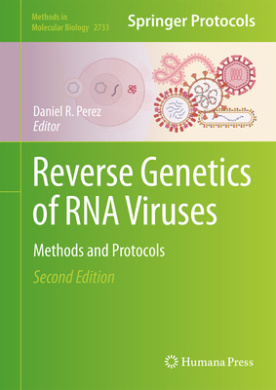 Methods in
Molecular Biology 2733
Springer Protocols
Daniel R. Perez
Editor
Reverse Genetics
of RNA Viruses
Methods and Protocols
Second Edition
Humana Press